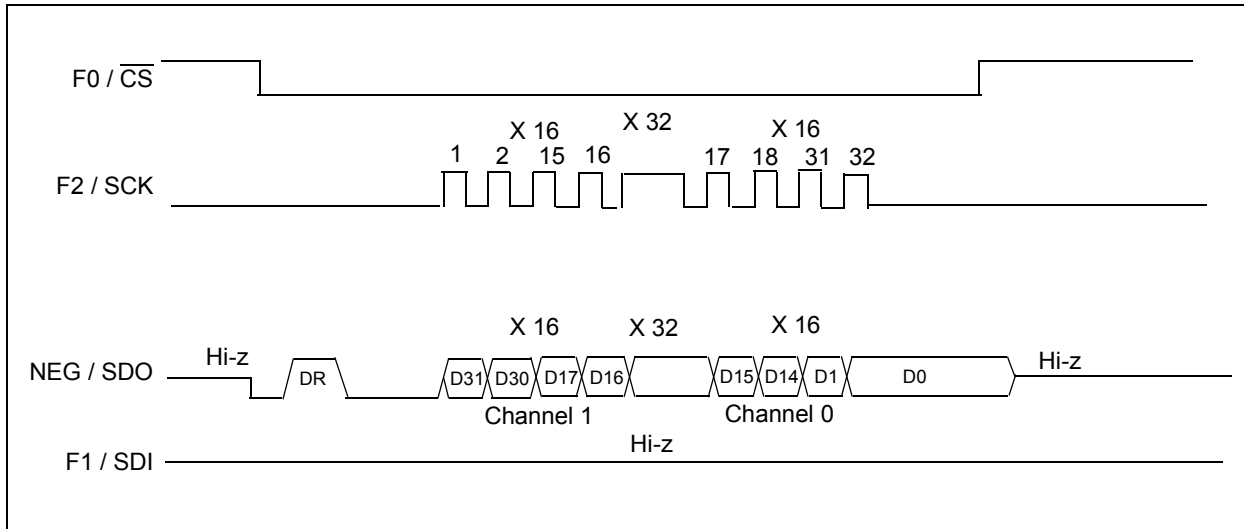 F0 / CS
X 16 X 32 X 16
1 2 15 16 17 18 31 32
F2 / SCK
X 16 X 32 X 16
Hi-z Hi-z
NEG / SDO DR D31 D30 D17 D16 D15 D14 D1 D0
Channel 1 Channel 0
Hi-z
F1 / SDI